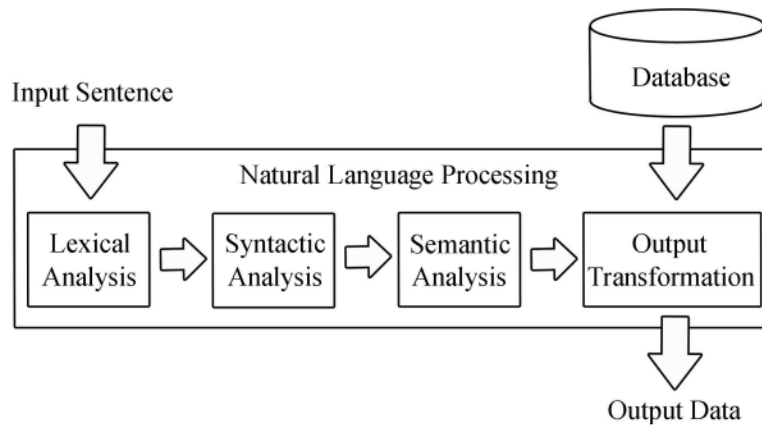 Database
Input Sentence
Natural Language Processing
Lexical
Analysis
Syntactic
Analysis
Semantic
Analysis
Output
Transformation
Output Data